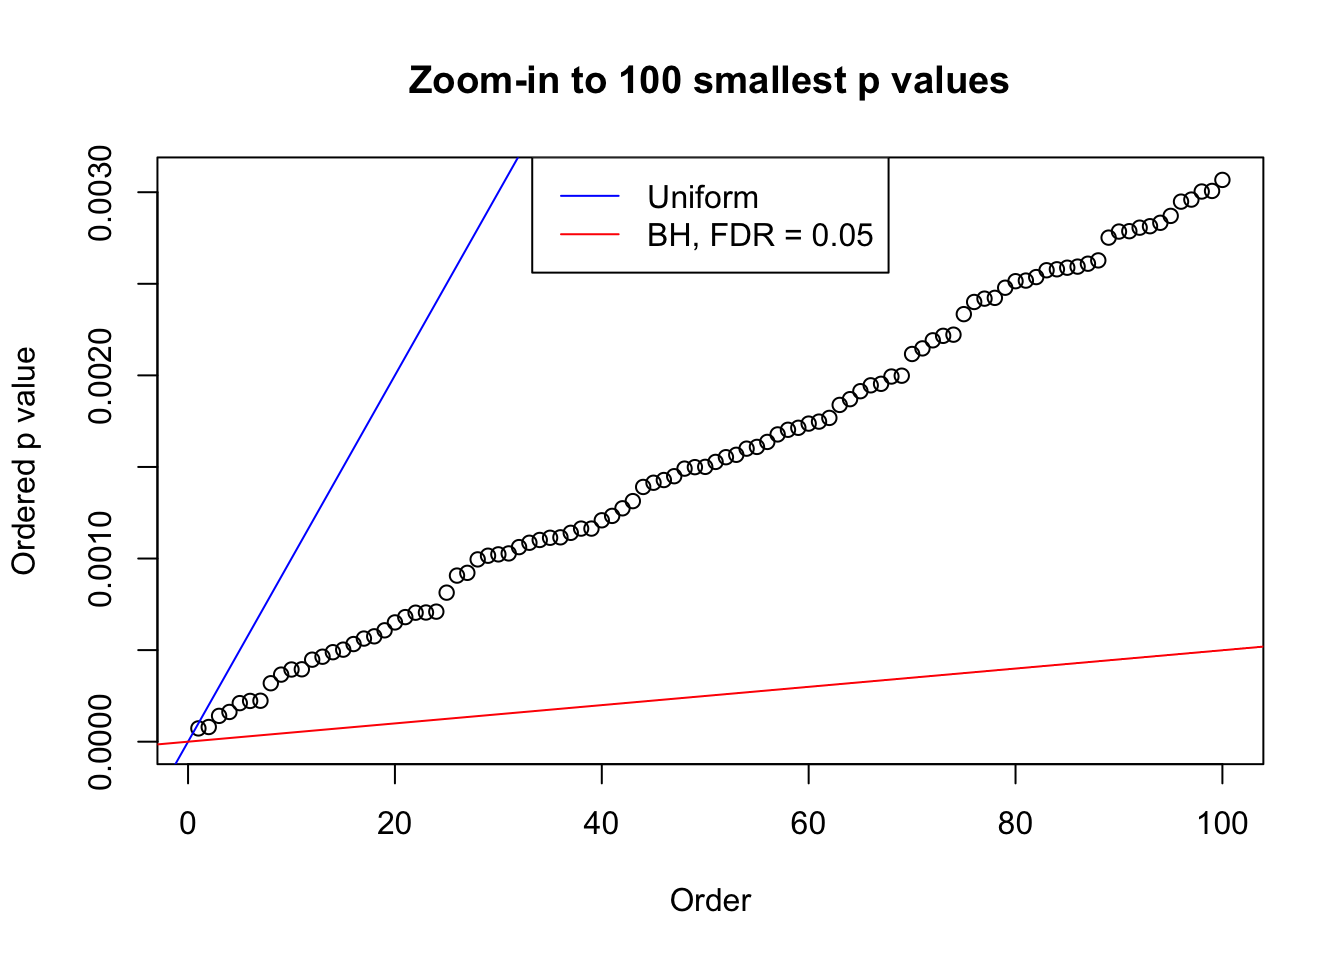 Zoom-in to 100 smallest p values
Uniform
BH, FDR = 0.05
Ordered p value
0.0030
0.0020
0.0010
0.0000
0 20 40 60 80 100
Order